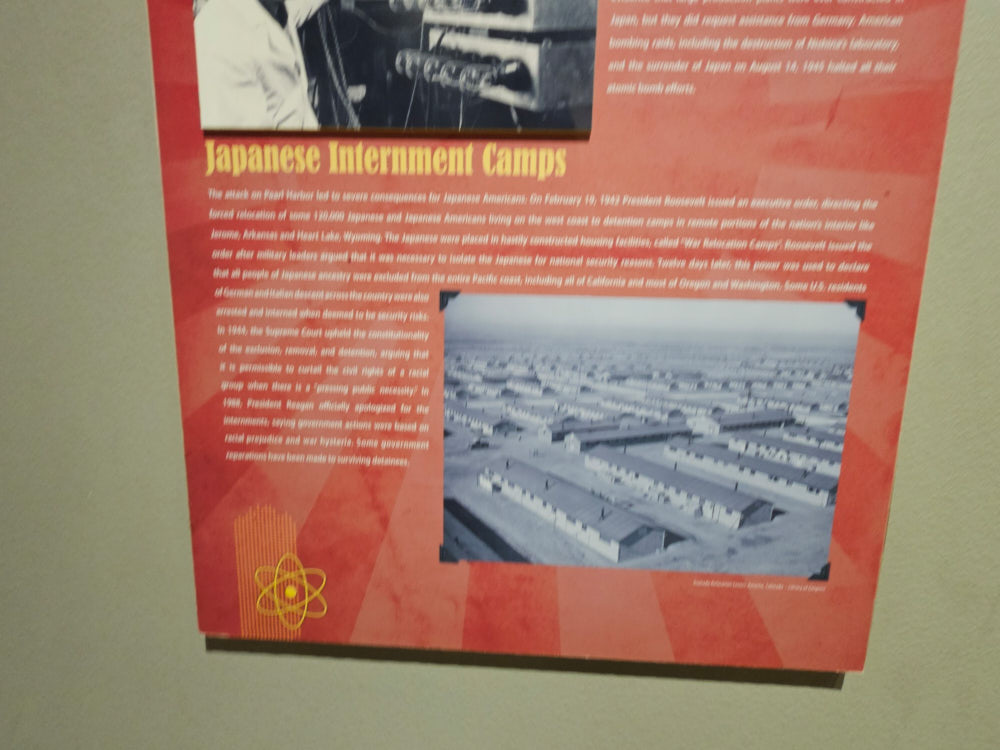 Japan, but they did request assistance from Germany. American
bombing raids, including the destruction of Nishina's laboratory,
and the surrender of Japan on August 14, 1945 halted all their
atomic bomb efforts.
Japanese Internment Camps
The attack on Pearl Harbor led to severe consequences for Japanese Americans. On February 19, 1942 President Roosevelt issued an executive order, directing the
forced relocation of some 120,000 Japanese and Japanese Americans living on the west coast to detention camps in remote portions of the nation's interior like
Jerome, Arkansas and Heart Lake, Wyoming. The Japanese were placed in hastily constructed housing facilities, called "War Relocation Camps". Roosevelt issued the
order after military leaders argued that it was necessary to isolate the Japanese for national security reasons. Twelve days later, this power was used to declare
that all people of Japanese ancestry were excluded from the entire Pacific coast, including all of California and most of Oregon and Washington. Some U.S. residents
of German and Italian descent across the country were also
arrested and interned when deemed to be security risks.
In 1944, the Supreme Court upheld the constitutionality
of the exclusion, removal, and detention, arguing that
it is permissible to curtail the civil rights of a racial
group when there is a "pressing public necessity." In
1988, President Reagan officially apologized for the
internments, saying government actions were based on
racial prejudice and war hysteria. Some government
reparations have been made to surviving detainees.